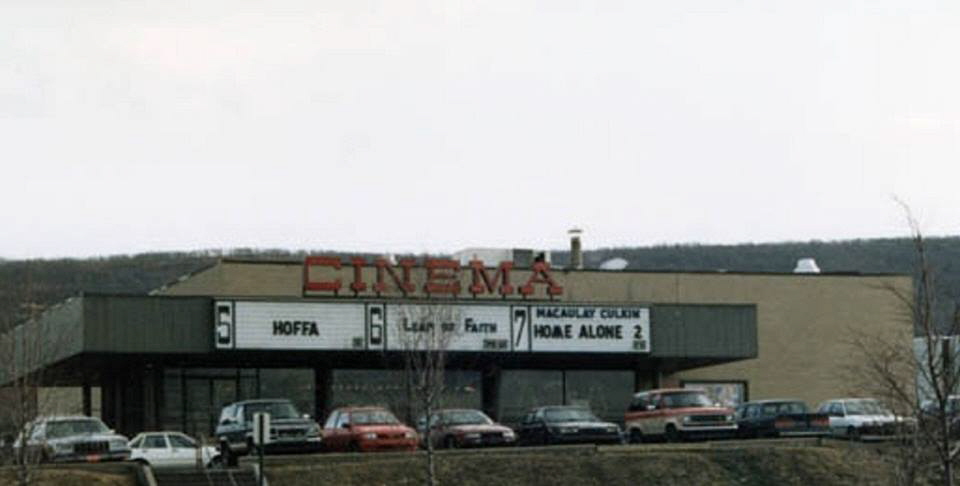 CINEMA
5
HOFFA
6
LEAP OF FAITH
7
MACAULAY CULKIN
HOME ALONE 2